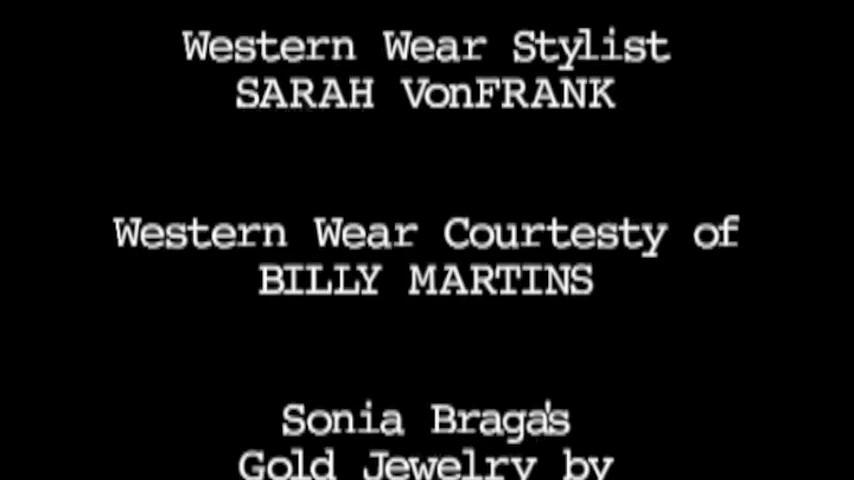 Western Wear Stylist
SARAH VonFRANK
Western Wear Courtesty of
BILLY MARTINS
Sonia Braga's
Gold Jewelry by